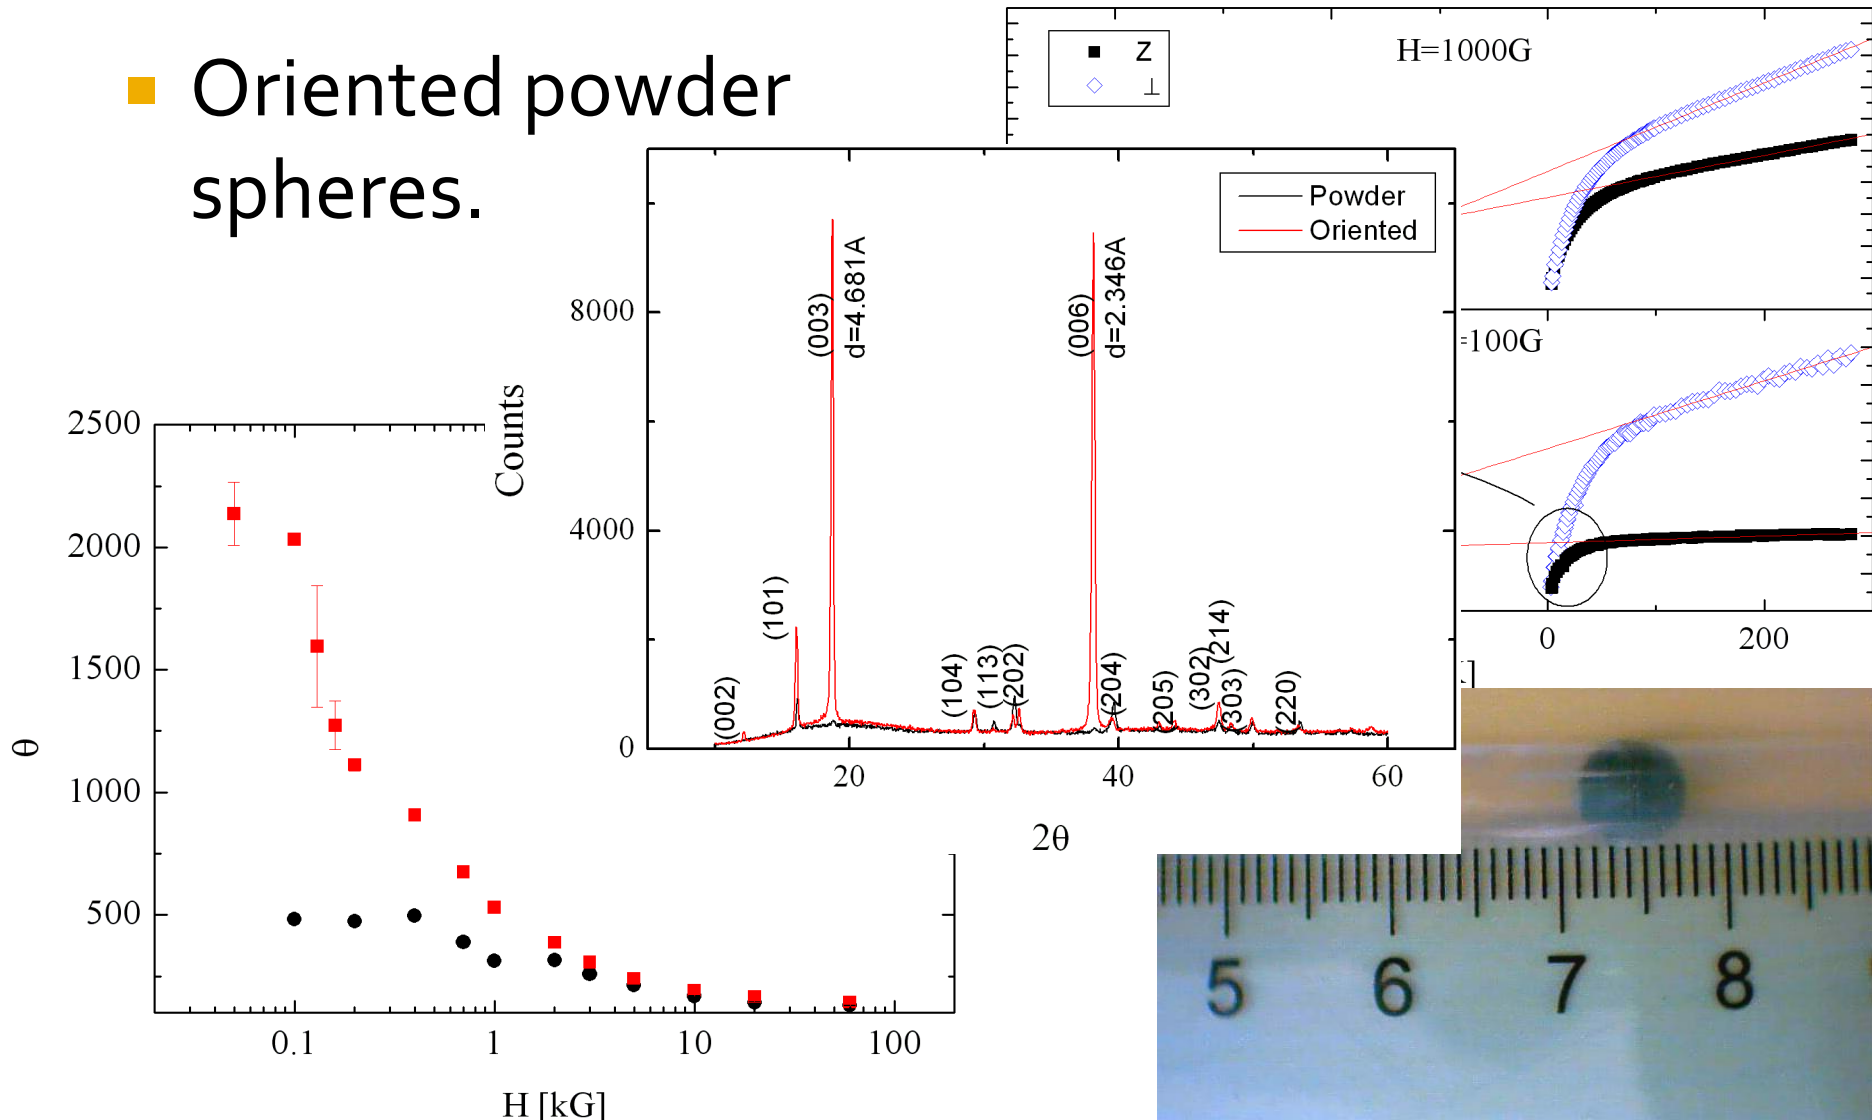 Oriented powder
spheres.
Z
⊥
H=1000G
=100G
0
200
Powder
Oriented
Counts
8000
4000
0
20
40
60
2θ
(002)
(101)
(003)
d=4.681A
(104)
(113)
(202)
(006)
d=2.346A
(204)
(205)
(302)
(214)
(303)
(220)
θ
2500
2000
1500
1000
500
0.1
1
10
100
H [kG]
5
6
7
8